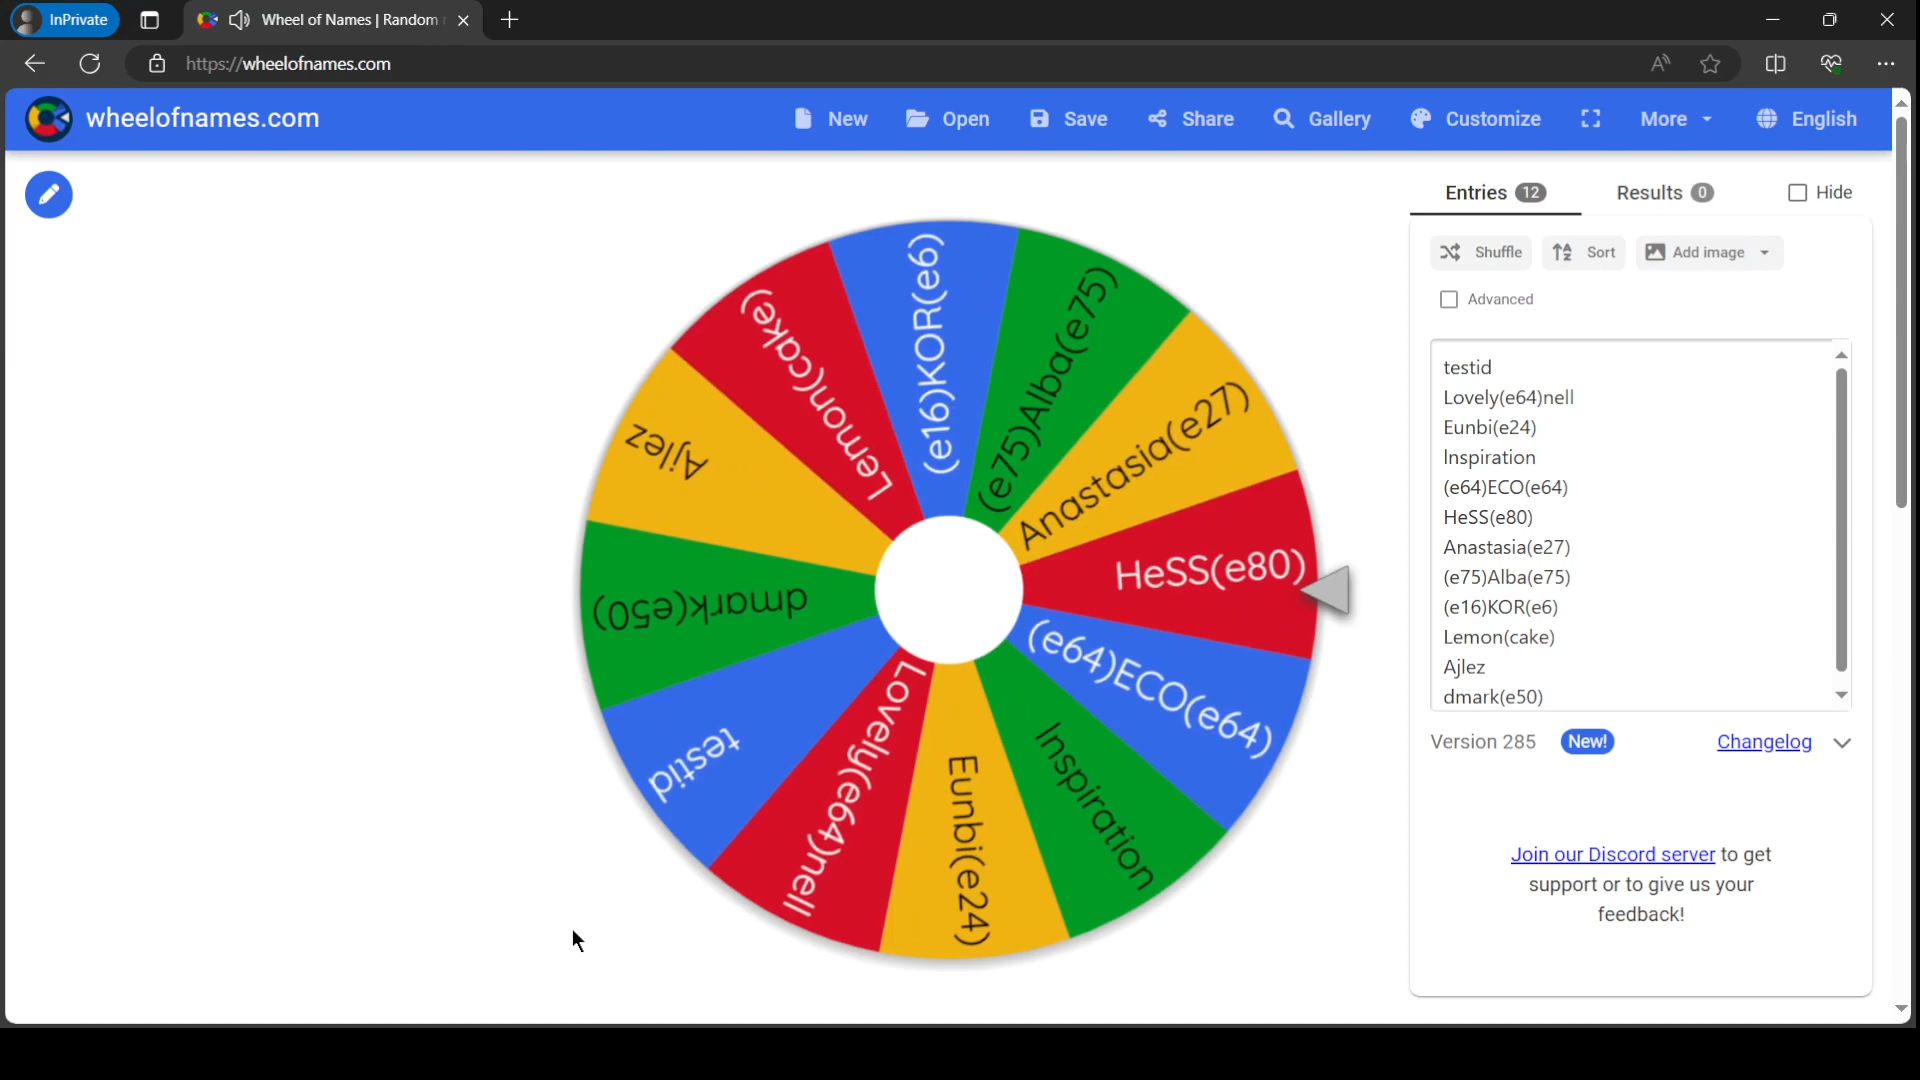 InPrivate
Wheel of Names | Random
https://wheelofnames.com
wheelofnames.com
New
Open
Save
Share
Gallery
Customize
More
English
Entries 12
Results 0
Hide
Shuffle
Sort
Add image
Advanced
testid
Lovely(e64)nell
Eunbi(e24)
Inspiration
(e64)ECO(e64)
HeSS(e80)
Anastasia(e27)
(e75)Alba(e75)
(e16)KOR(e6)
Lemon(cake)
Ajlez
dmark(e50)
Version 285 New!
Changelog
Join our Discord server to get
support or to give us your
feedback!
(e16)KOR(e6)
(e75)Alba(e75)
Anastasia(e27)
HeSS(e80)
(e64)ECO(e64)
Inspiration
Eunbi(e24)
Lovely(e64)nell
testid
dmark(e50)
Ajlez
Lemon(cake)